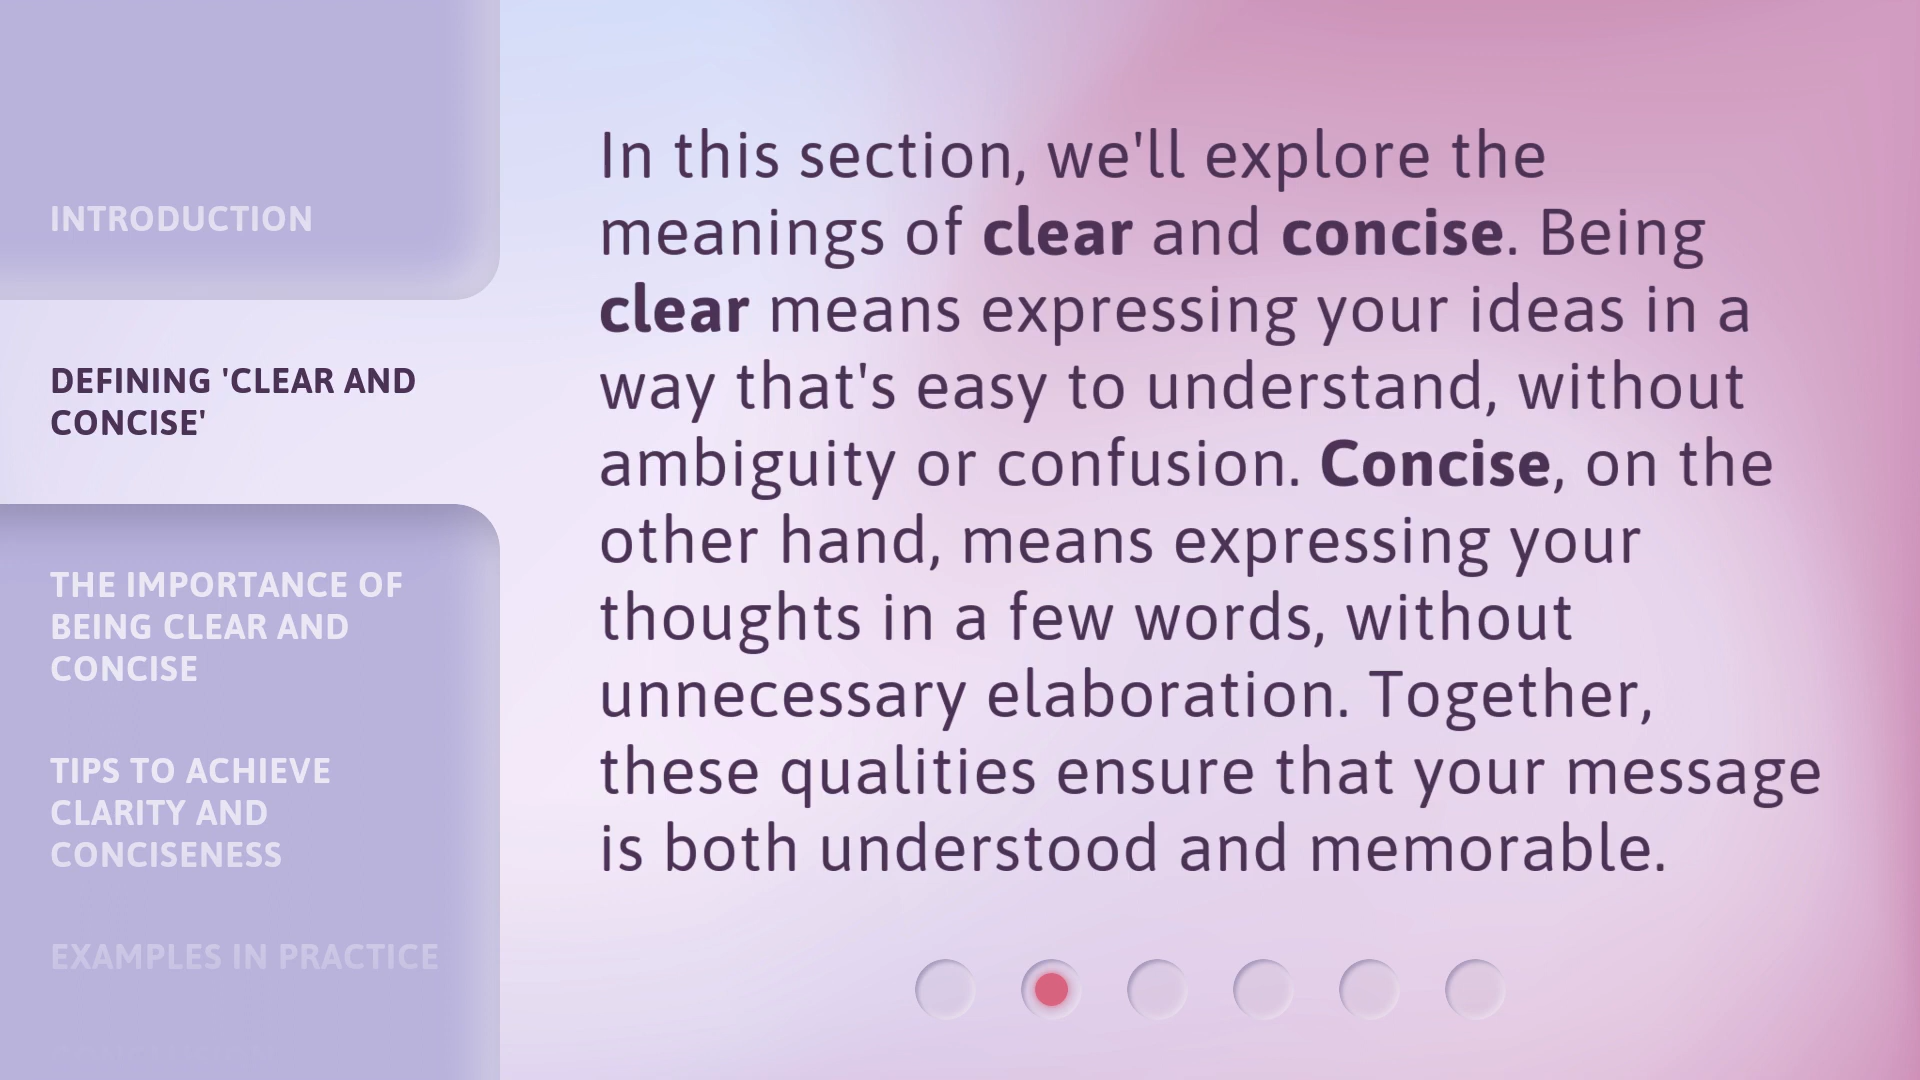 INTRODUCTION
DEFINING 'CLEAR AND
CONCISE'
THE IMPORTANCE OF
BEING CLEAR AND
CONCISE
TIPS TO ACHIEVE
CLARITY AND
CONCISENESS
EXAMPLES IN PRACTICE
In this section, we'll explore the
meanings of clear and concise. Being
clear means expressing your ideas in a
way that's easy to understand, without
ambiguity or confusion. Concise, on the
other hand, means expressing your
thoughts in a few words, without
unnecessary elaboration. Together,
these qualities ensure that your message
is both understood and memorable.